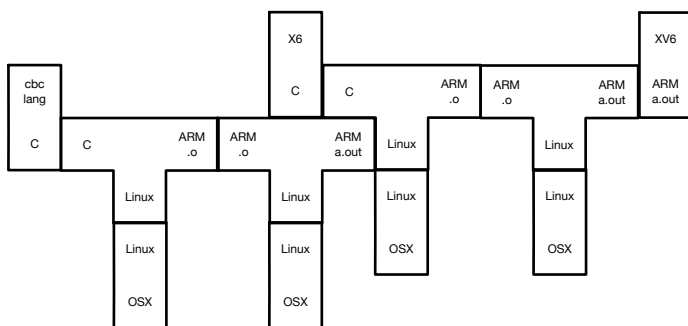 X6
XV6
cbc
lang
C
C
ARM
.o
ARM
.o
ARM
a.out
ARM
a.out
C
C
ARM
.o
ARM
.o
ARM
a.out
Linux
Linux
Linux
Linux
Linux
Linux
Linux
Linux
OSX
OSX
OSX
OSX